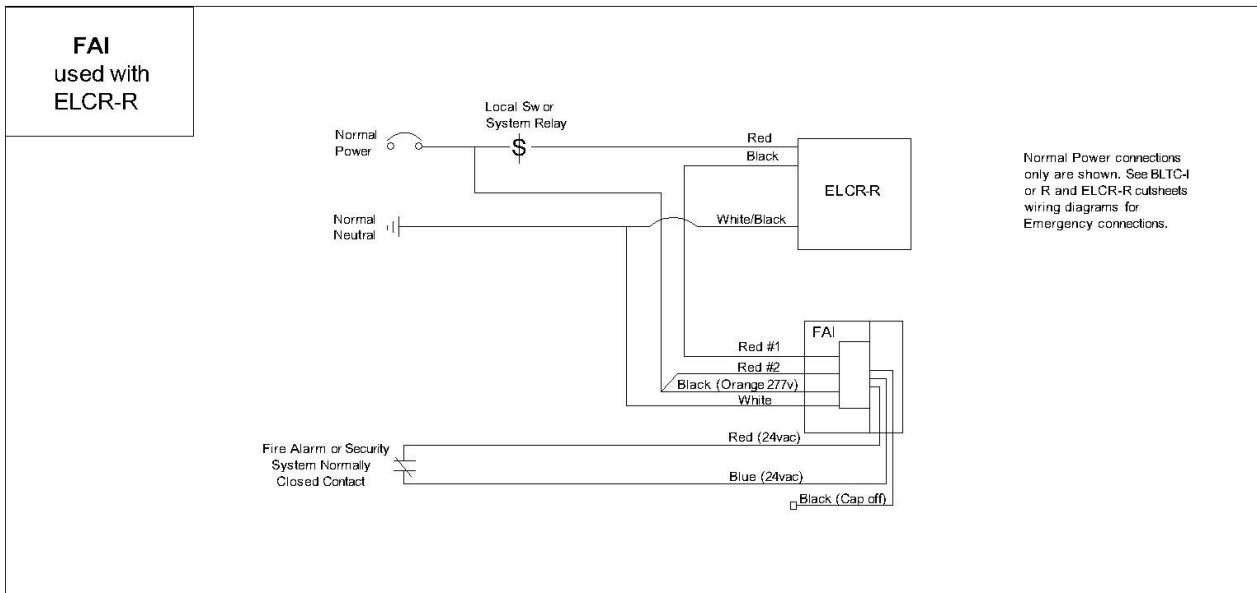 FAI
used with
ELCR-R
Local Sw or
System Relay
Normal
Power
$
Red
Black
ELCR-R
Normal Power connections
only are shown. See BLTC-I
or R and ELCR-R cutsheets
wiring diagrams for
Emergency connections.
Normal
Neutral
White/Black
FAI
Red #1
Red #2
Black (Orange 277v)
White
Red (24vac)
Fire Alarm or Security
System Normally
Closed Contact
Blue (24vac)
Black (Cap off)